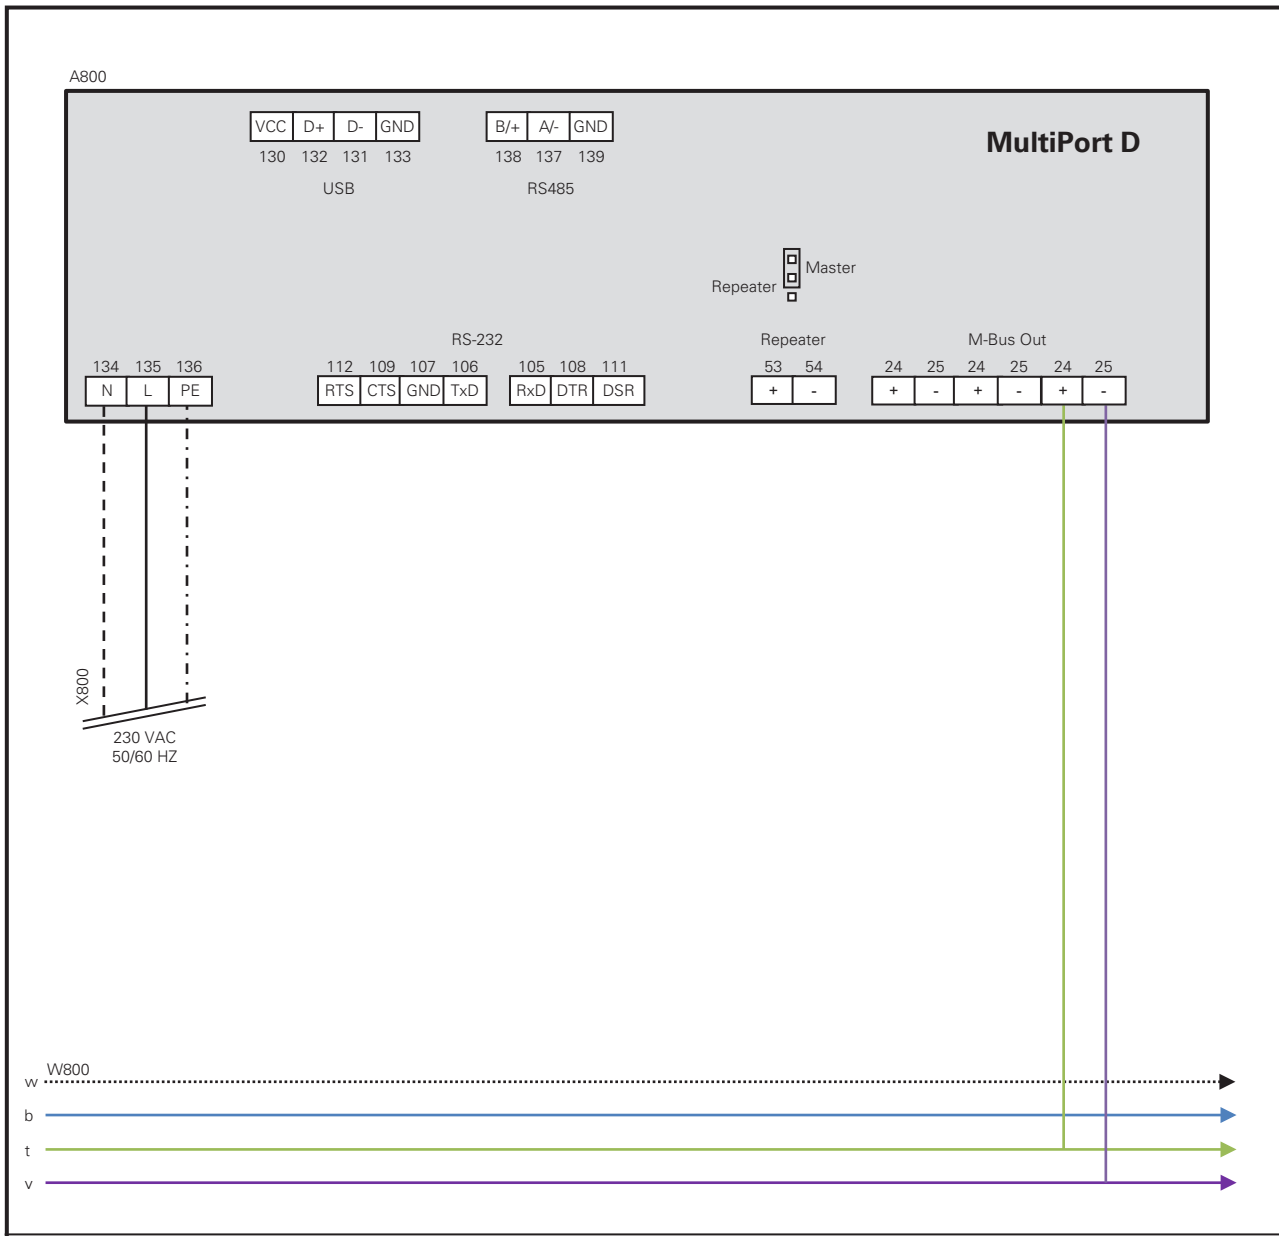 A800
VCC D+ D- GND
B/+ A/- GND
MultiPort D
130 132 131 133
138 137 139
USB
RS485
Master
Repeater
RS-232
Repeater
M-Bus Out
134 135 136
112 109 107 106
105 108 111
53 54
24 25 24 25 24 25
N L PE
RTS CTS GND TxD
RxD DTR DSR
+ -
+ - + - + -
X800
230 VAC
50/60 HZ
W800
w
b
t
v